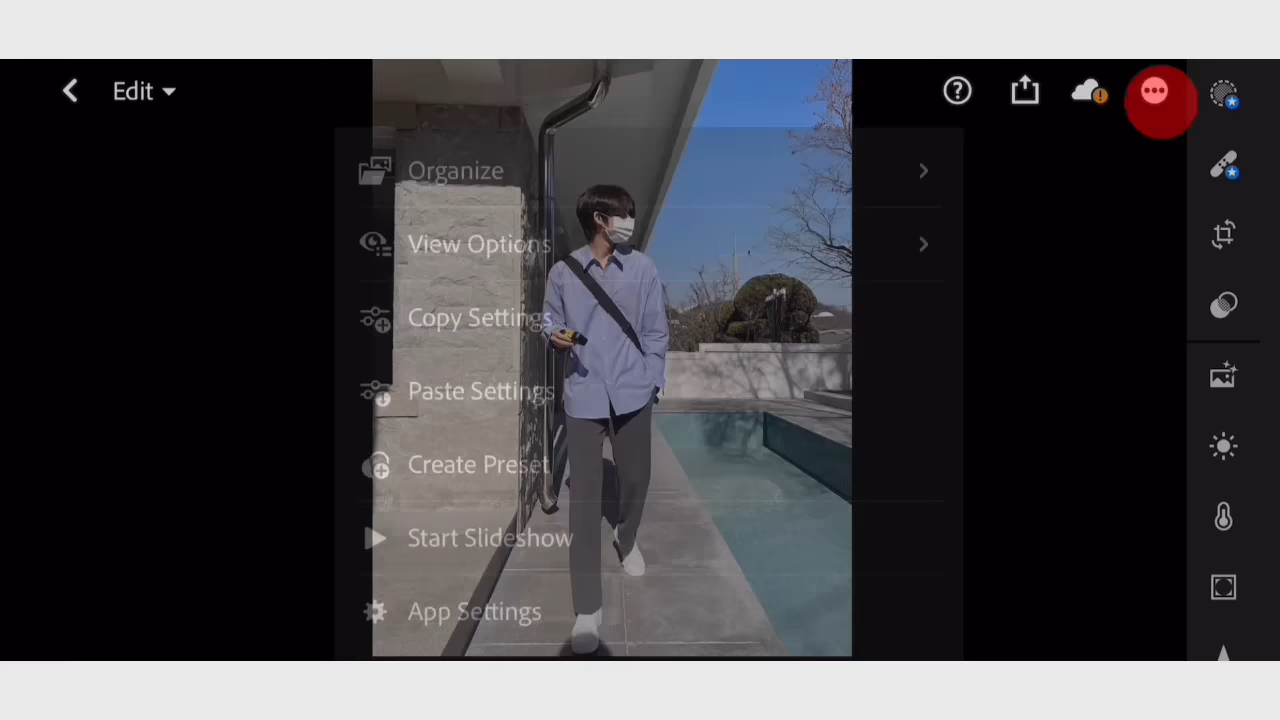 Edit
Organize
View Options
Copy Settings
Paste Settings
Create Preset
Start Slideshow
App Settings